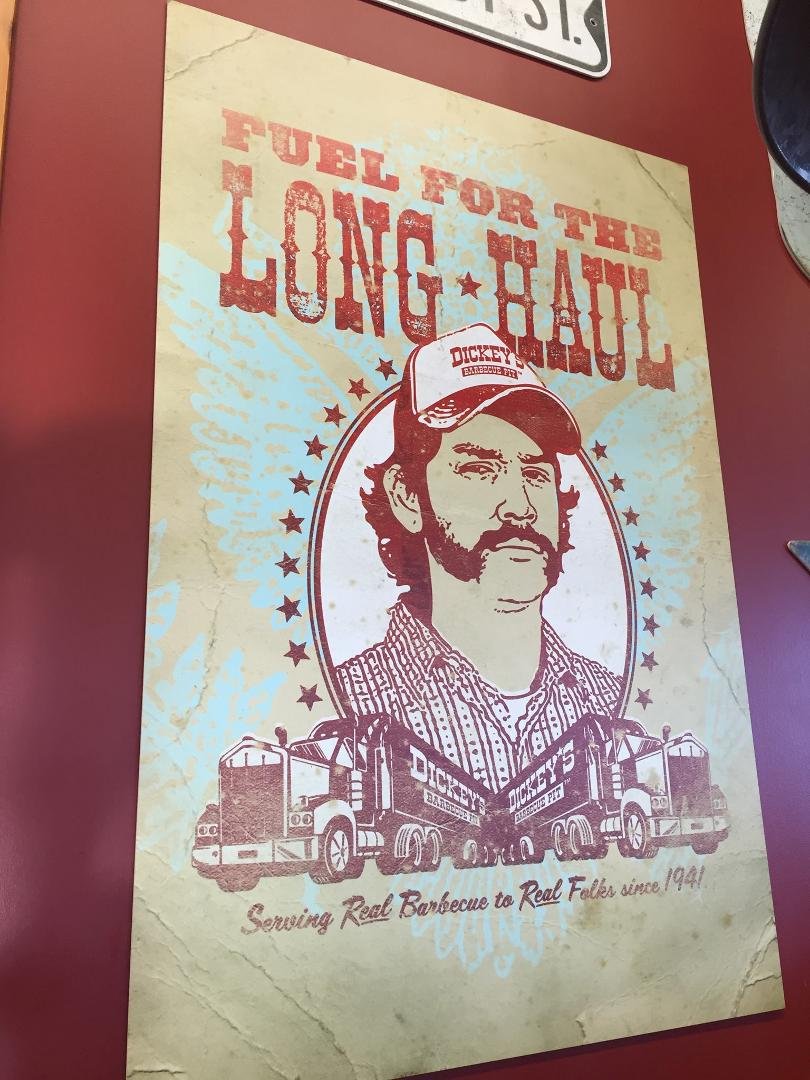 ST.
FUEL FOR THE
LONG ★ HAUL
DICKEY'S
BARBECUE PIT
DICKEY'S
BARBECUE PIT
DICKEY'S
BARBECUE PIT
Serving Real Barbecue to Real Folks since 1941